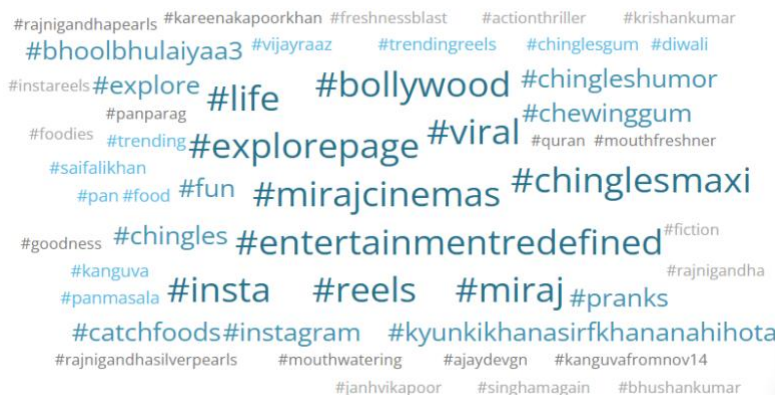 #rajnigandhapearls #kareenakapoorkhan #freshnessblast #actionthriller #krishankumar
#bhoolbhulaiyaa3 #vijayraaz #trendingreels #chinglesgum #diwali
#instareels #explore #life #bollywood #chingleshumor
#panparag #chewinggum
#foodies #trending #explorepage #viral #quran #mouthfreshner
#saifalikhan
#pan #food #fun #mirajcinemas #chinglesmaxi
#goodness #chingles #entertainmentredefined #fiction
#kanguva #rajnigandha
#panmasala #insta #reels #miraj #pranks
#catchfoods #instagram #kyunkikhanasirfkhananahihota
#rajnigandhasilverpearls #mouthwatering #ajaydevgn #kanguvafromnov14
#janhvikapoor #singhamagain #bhushankumar